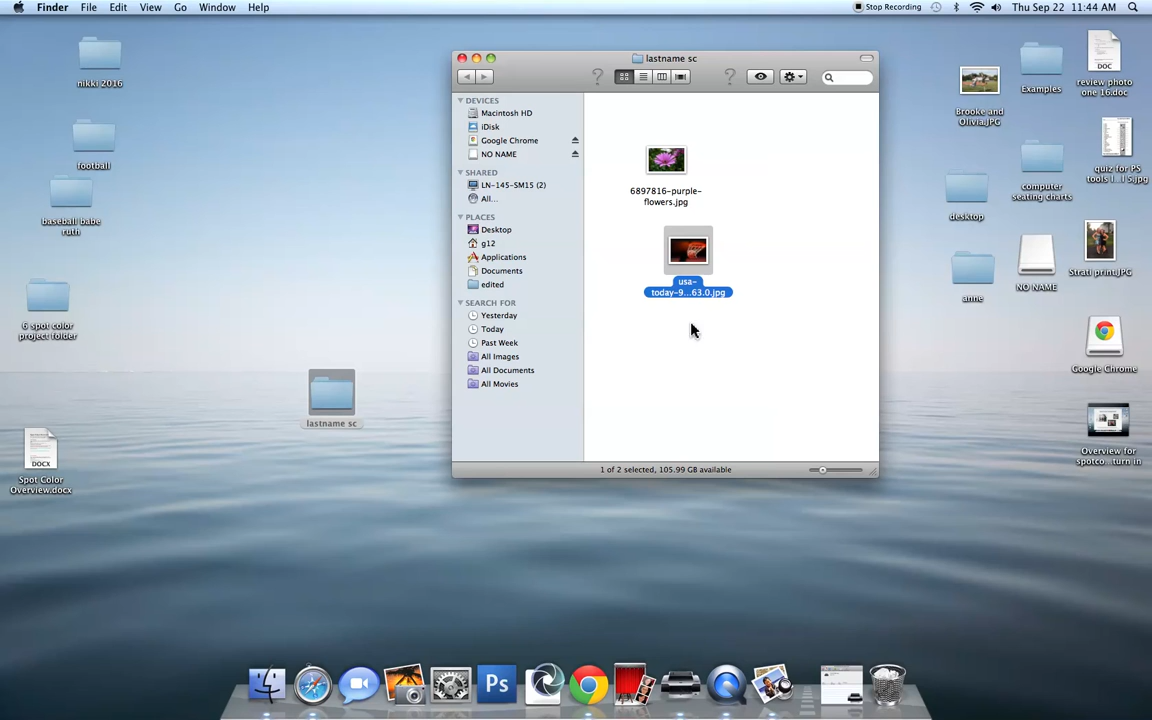 Finder File Edit View Go Window Help
Stop Recording Thu Sep 22 11:44 AM
nikki 2016
football
baseball babe
ruth
6 spot color
project folder
Spot Color
Overview.docx
DOCX
lastname sc
lastname sc
DEVICES
Macintosh HD
iDisk
Google Chrome
NO NAME
SHARED
LN-145-SM15 (2)
All...
PLACES
Desktop
g12
Applications
Documents
edited
SEARCH FOR
Yesterday
Today
Past Week
All Images
All Documents
All Movies
6897816-purple-
flowers.jpg
usa-
today-9...63.0.jpg
1 of 2 selected, 105.99 GB available
Brooke and
Olivia.JPG
Examples
DOC
review photo
one 16.doc
computer
seating charts
quiz for PS
tools l...l 5.jpg
desktop
anne
NO NAME
Strati print.JPG
Google Chrome
Overview for
spotco...turn in
Ps